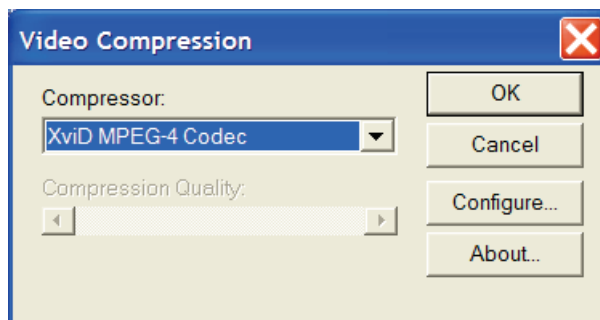 Video Compression
Compressor:
XviD MPEG-4 Codec
Compression Quality:
OK
Cancel
Configure...
About...